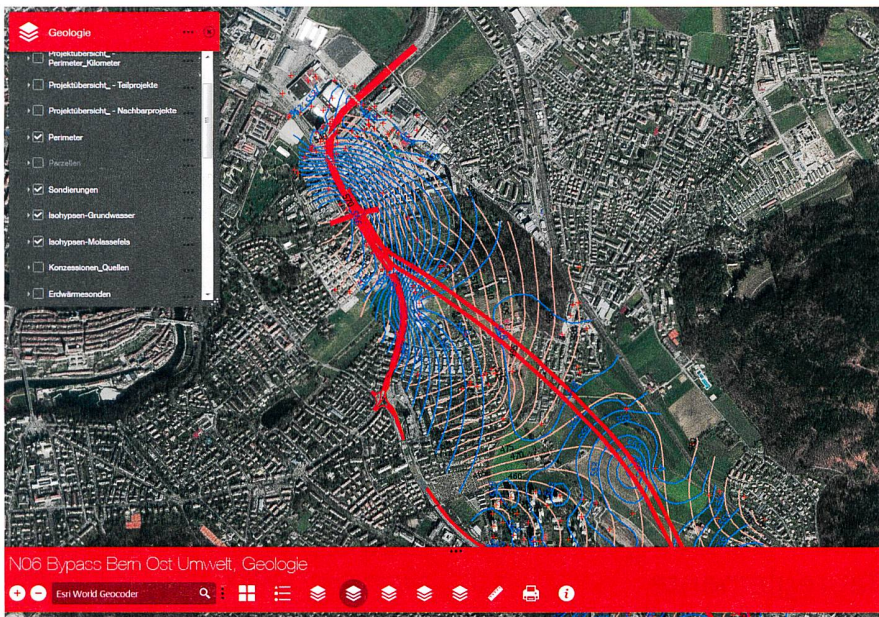 Geologie
Projektübersicht_ -
Perimeter_Kilometer
Projektübersicht_ - Teilprojekte
Projektübersicht_ - Nachbarprojekte
Perimeter
Parzellen
Sondierungen
Isohypsen-Grundwasser
Isohypsen-Molassefels
Konzessionen_Quellen
Erdwärmesonden
N06 Bypass Bern Ost Umwelt, Geologie
Esri World Geocoder